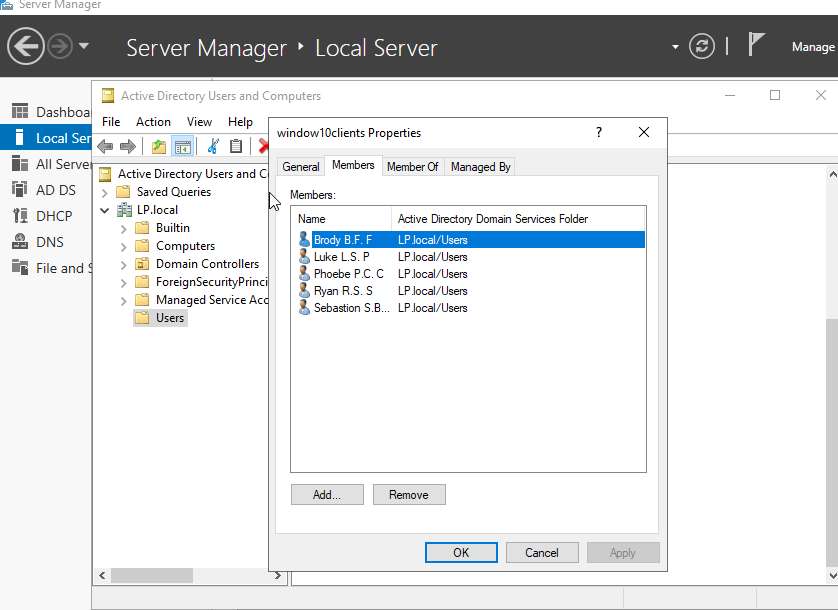 Server Manager
Server Manager ‣ Local Server
Manage
Dashboa
Local Ser
All Server
AD DS
DHCP
DNS
File and S
Active Directory Users and Computers
File Action View Help
Active Directory Users and C
Saved Queries
LP.local
Builtin
Computers
Domain Controllers
ForeignSecurityPrinci
Managed Service Acc
Users
window10clients Properties
?
General Members Member Of Managed By
Members:
Name Active Directory Domain Services Folder
Brody B.F. F LP.local/Users
Luke L.S. P LP.local/Users
Phoebe P.C. C LP.local/Users
Ryan R.S. S LP.local/Users
Sebastion S.B... LP.local/Users
Add... Remove
OK Cancel Apply